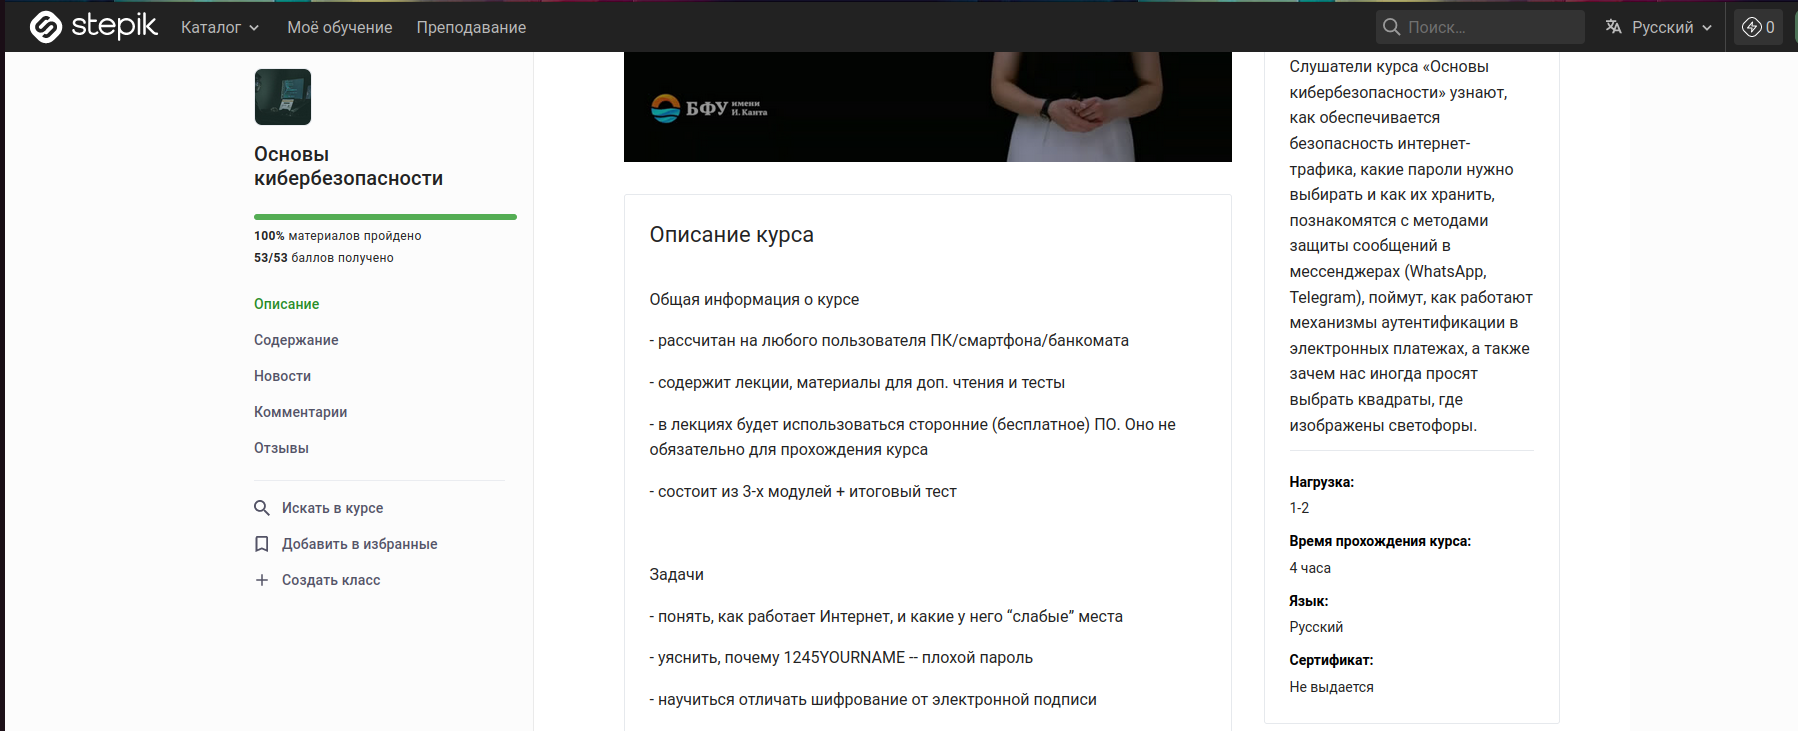 stepik
Каталог
Моё обучение
Преподавание
Поиск...
Русский
0
Основы
кибербезопасности
100% материалов пройдено
53/53 баллов получено
Описание
Содержание
Новости
Комментарии
Отзывы
Искать в курсе
Добавить в избранные
Создать класс
БФУ имени
И. Канта
Описание курса
Общая информация о курсе
- рассчитан на любого пользователя ПК/смартфона/банкомата
- содержит лекции, материалы для доп. чтения и тесты
- в лекциях будет использоваться сторонние (бесплатное) ПО. Оно не
обязательно для прохождения курса
- состоит из 3-х модулей + итоговый тест
Задачи
- понять, как работает Интернет, и какие у него “слабые” места
- уяснить, почему 1245YOURNAME -- плохой пароль
- научиться отличать шифрование от электронной подписи
Слушатели курса «Основы
кибербезопасности» узнают,
как обеспечивается
безопасность интернет-
трафика, какие пароли нужно
выбирать и как их хранить,
познакомятся с методами
защиты сообщений в
мессенджерах (WhatsApp,
Telegram), поймут, как работают
механизмы аутентификации в
электронных платежах, а также
зачем нас иногда просят
выбрать квадраты, где
изображены светофоры.
Нагрузка:
1-2
Время прохождения курса:
4 часа
Язык:
Русский
Сертификат:
Не выдается